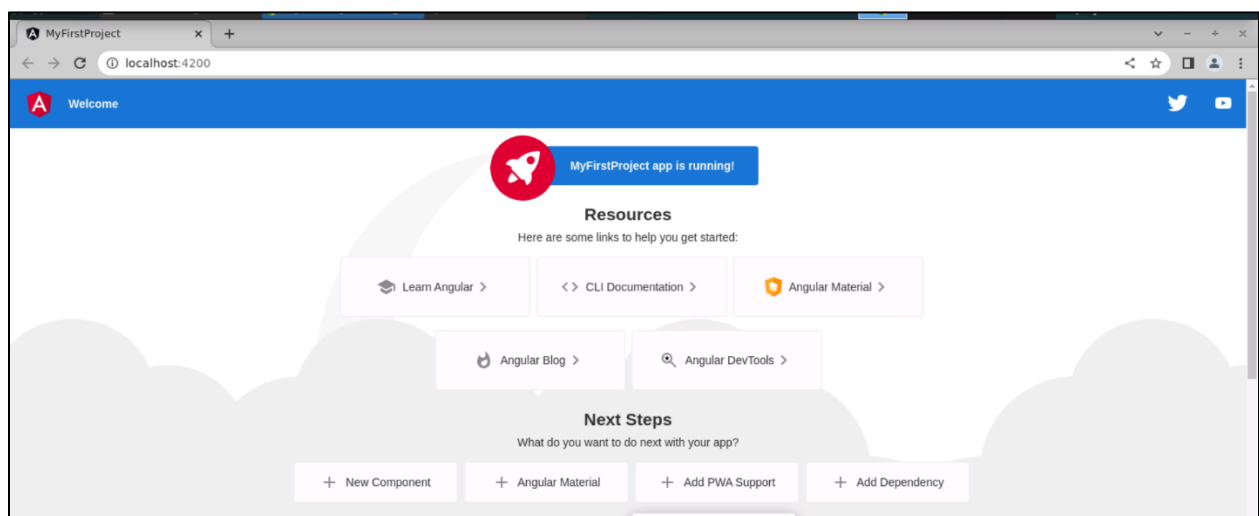 MyFirstProject
localhost:4200
Welcome
MyFirstProject app is running!
Resources
Here are some links to help you get started:
Learn Angular
CLI Documentation
Angular Material
Angular Blog
Angular DevTools
Next Steps
What do you want to do next with your app?
New Component
Angular Material
Add PWA Support
Add Dependency